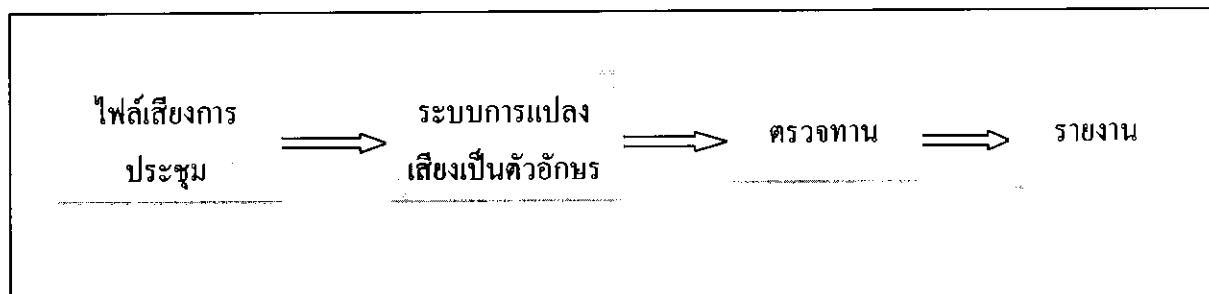 ไฟล์เสียงการ
ประชุม
ระบบการแปลง
เสียงเป็นตัวอักษร
ตรวจทาน
รายงาน